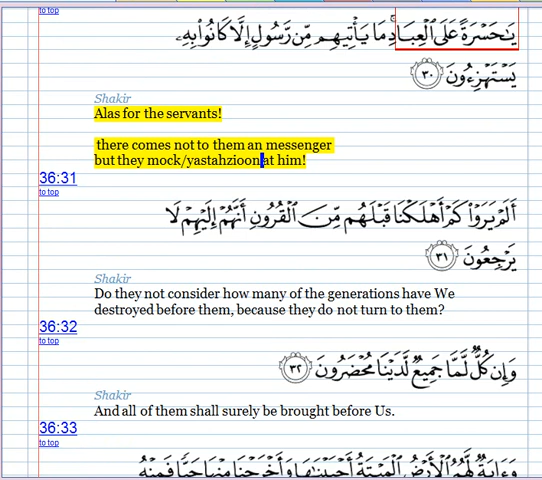 to top
يَٰحَسْرَةً عَلَى ٱلْعِبَادِ مَا يَأْتِيهِم مِّن رَّسُولٍ إِلَّا كَانُوا۟ بِهِۦ
يَسْتَهْزِءُونَ ٣٠
Shakir
Alas for the servants!
there comes not to them an messenger
but they mock/yastahzioon at him!
36:31
to top
أَلَمْ يَرَوْا۟ كَمْ أَهْلَكْنَا قَبْلَهُم مِّنَ ٱلْقُرُونِ أَنَّهُمْ إِلَيْهِمْ لَا
يَرْجِعُونَ ٣١
Shakir
Do they not consider how many of the generations have We
destroyed before them, because they do not turn to them?
36:32
to top
وَإِن كُلٌّ لَّمَّا جَمِيعٌ لَّدَيْنَا مُحْضَرُونَ ٣٢
Shakir
And all of them shall surely be brought before Us.
36:33
to top
وَءَايَةٌ لَّهُمُ ٱلْأَرْضُ ٱلْمَيْتَةُ أَحْيَيْنَٰهَا وَأَخْرَجْنَا مِنْهَا حَبًّا فَمِنْهُ